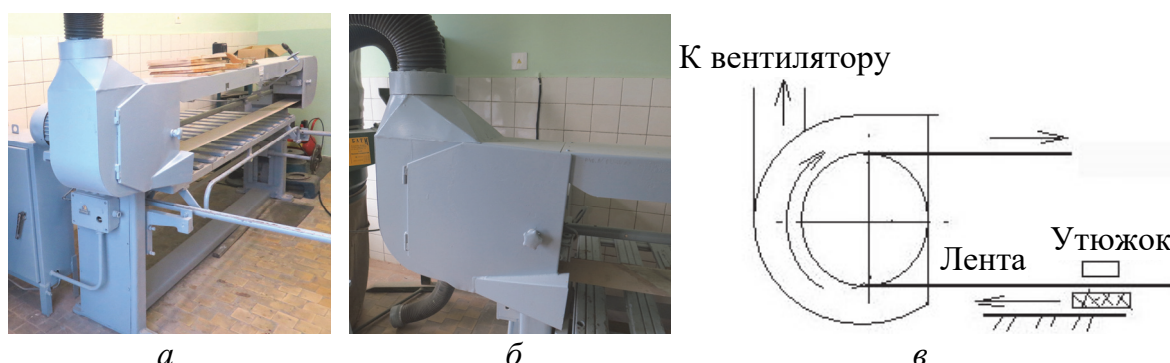 К вентилятору
Утюжок
Лента
а
б
в